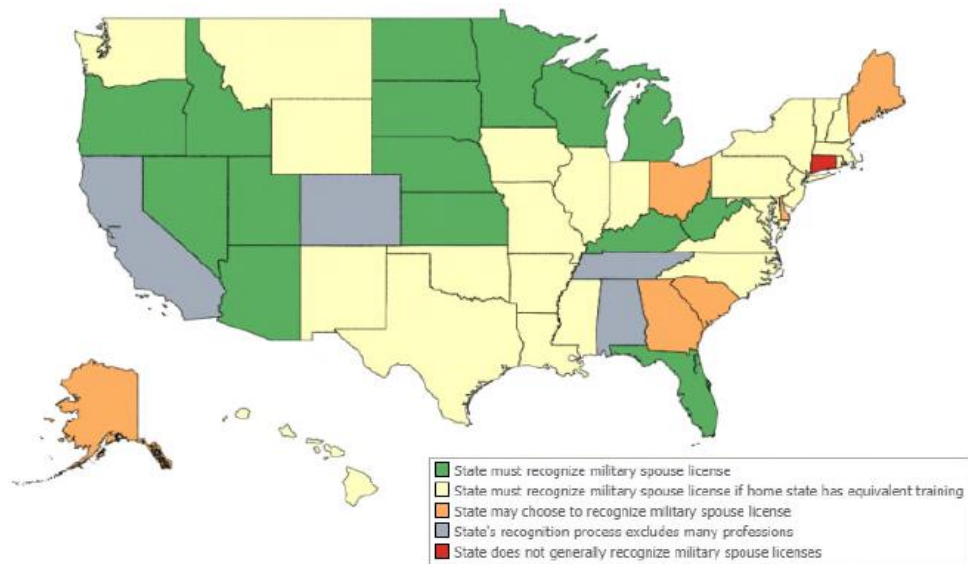 State must recognize military spouse license
State must recognize military spouse license if home state has equivalent training
State may choose to recognize military spouse license
State's recognition process excludes many professions
State does not generally recognize military spouse licenses